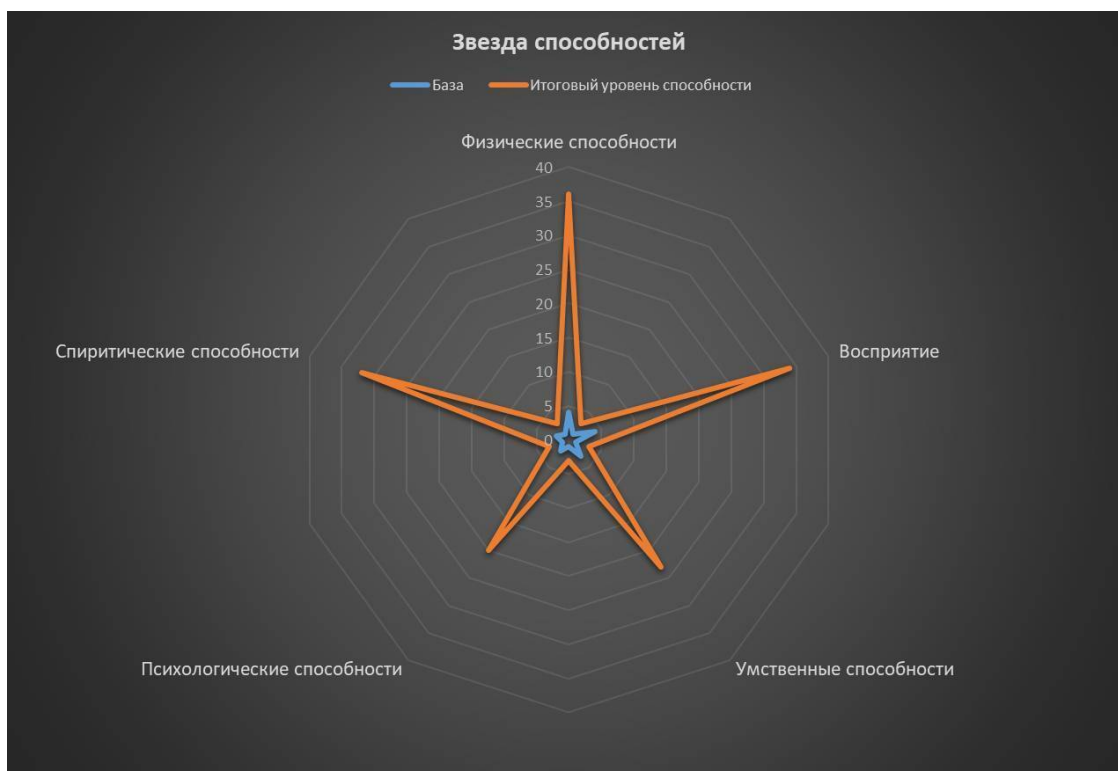 Звезда способностей
База Итоговый уровень способности
Физические способности
40
35
30
25
20
15
10
5
0
Восприятие
Спиритические способности
Умственные способности
Психологические способности